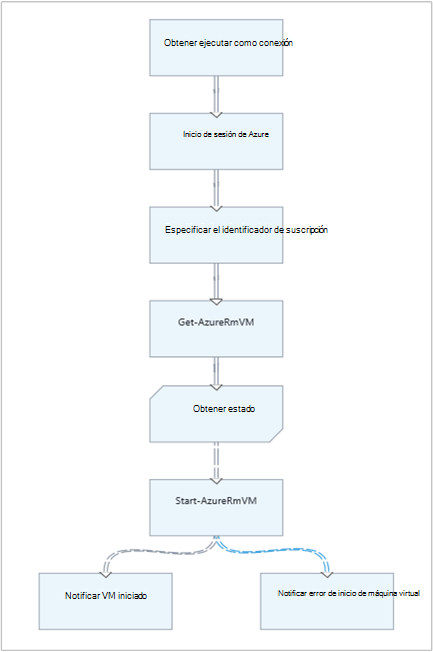 Obtener ejecutar como conexión
Inicio de sesión de Azure
Especificar el identificador de suscripción
Get-AzureRmVM
Obtener estado
Start-AzureRmVM
Notificar VM iniciado
Notificar error de inicio de máquina virtual